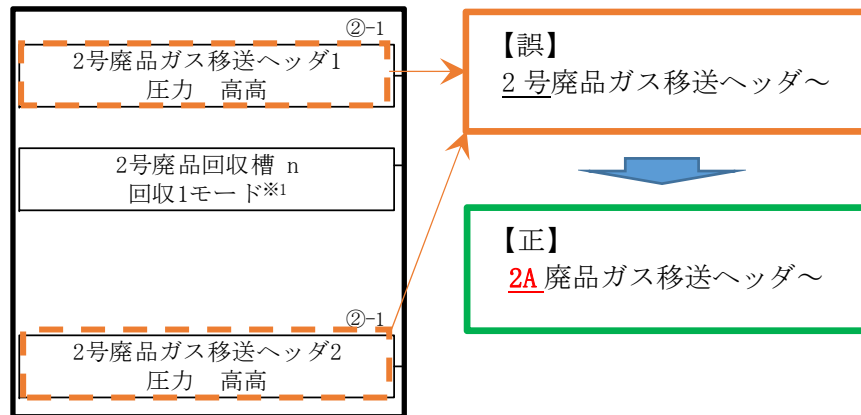 ②-1
2号廃品ガス移送ヘッダ1
圧力　高高
2号廃品回収槽 n
回収1モード※1
②-1
2号廃品ガス移送ヘッダ2
圧力　高高
【誤】
2号廃品ガス移送ヘッダ～
【正】
2A廃品ガス移送ヘッダ～